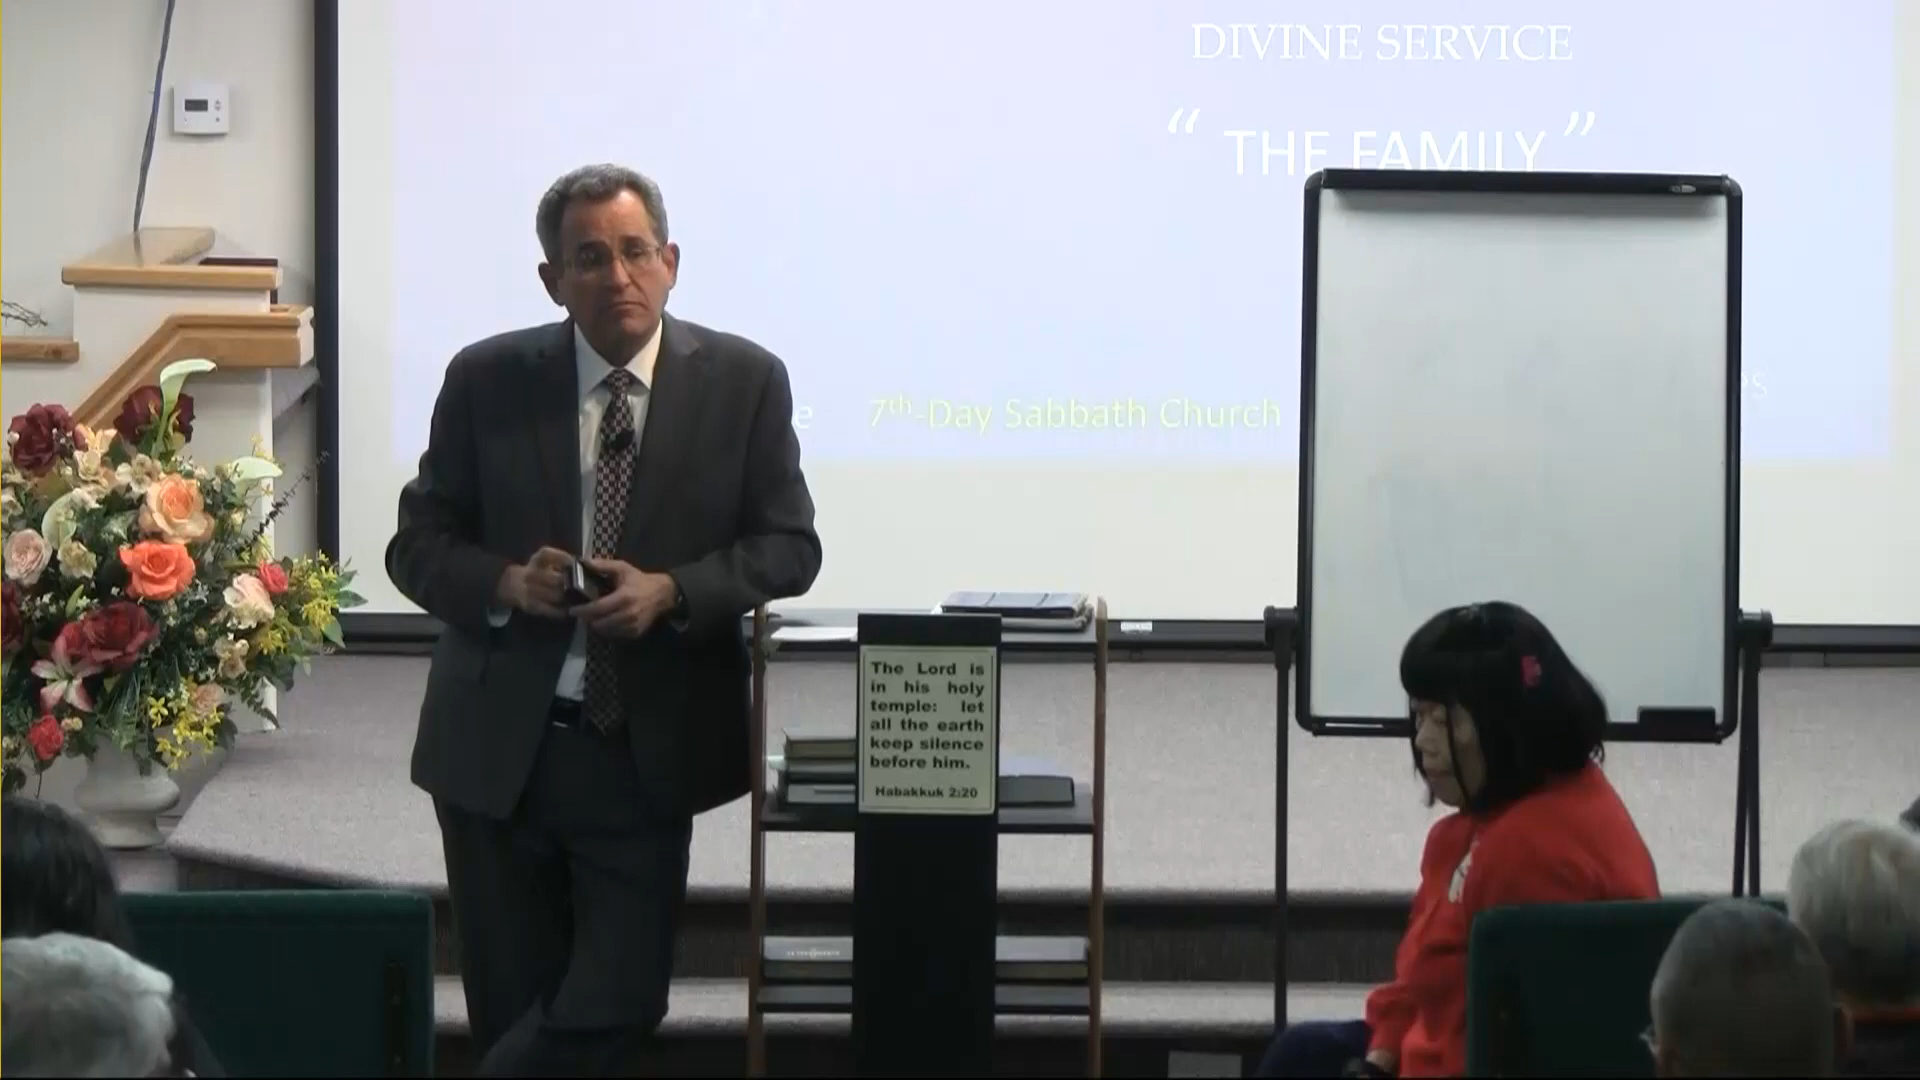 DIVINE SERVICE
“ THE FAMILY ”
7th-Day Sabbath Church
The Lord is
in his holy
temple: let
all the earth
keep silence
before him.
Habakkuk 2:20